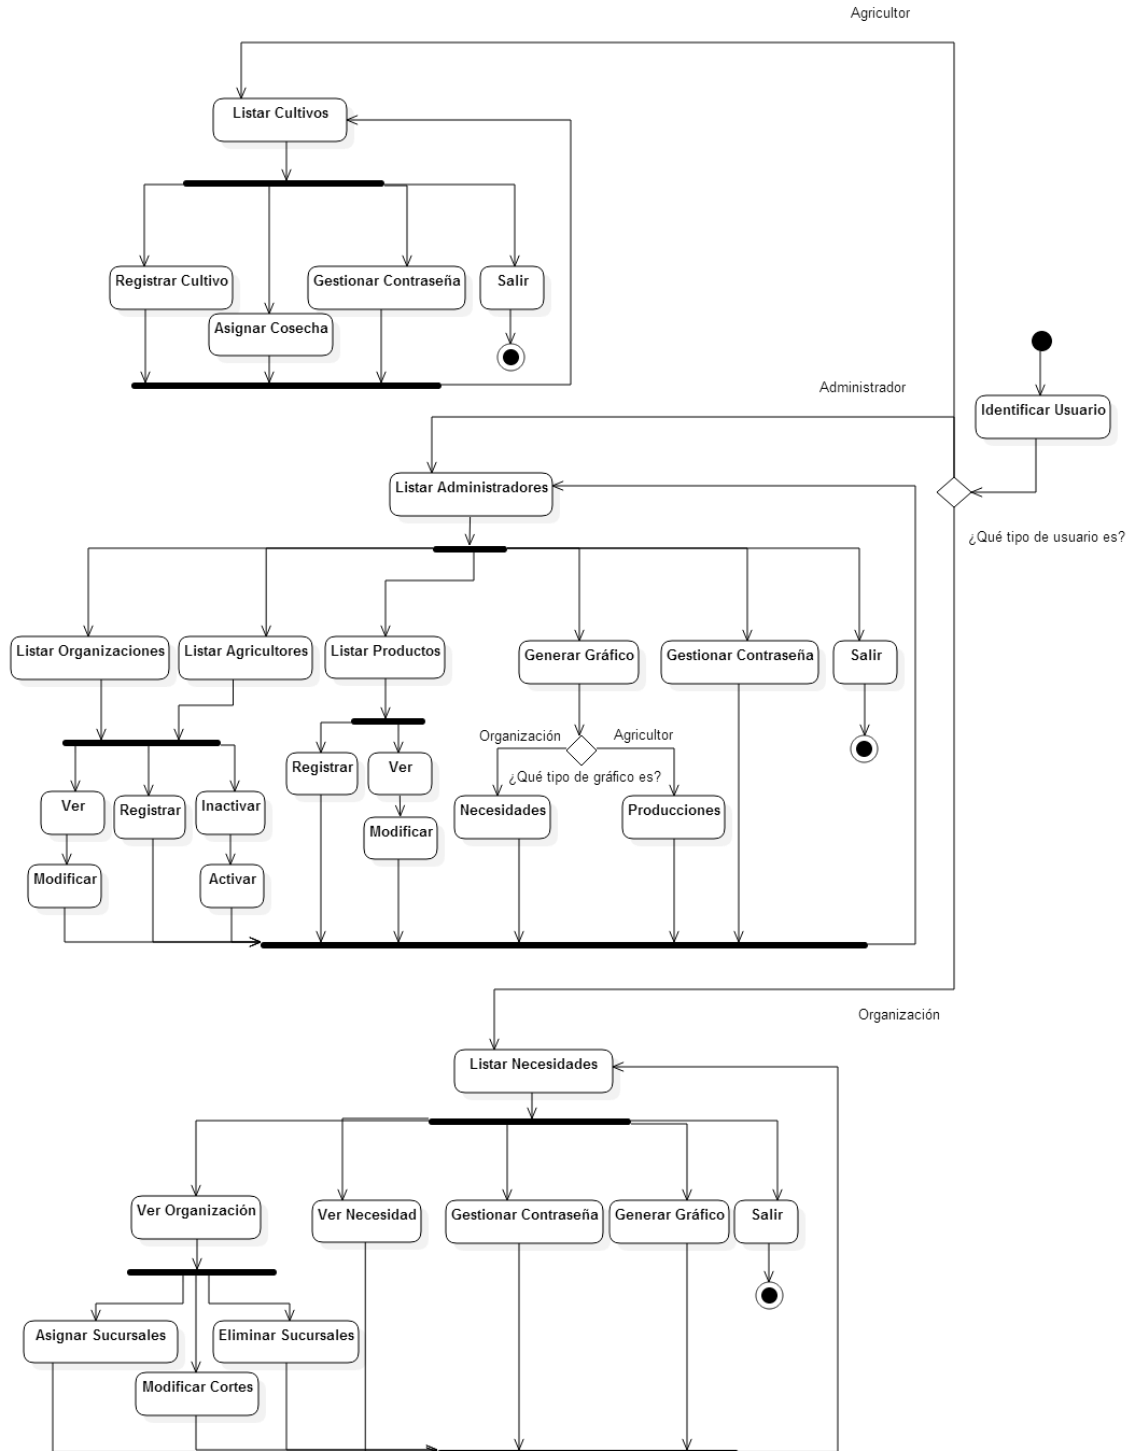 Agricultor
Listar Cultivos
Registrar Cultivo
Gestionar Contraseña
Salir
Asignar Cosecha
Administrador
Identificar Usuario
Listar Administradores
¿Qué tipo de usuario es?
Listar Organizaciones
Listar Agricultores
Listar Productos
Generar Gráfico
Gestionar Contraseña
Salir
Organización
Agricultor
Registrar
Ver
¿Qué tipo de gráfico es?
Ver
Registrar
Inactivar
Necesidades
Producciones
Modificar
Modificar
Activar
Organización
Listar Necesidades
Ver Organización
Ver Necesidad
Gestionar Contraseña
Generar Gráfico
Salir
Asignar Sucursales
Eliminar Sucursales
Modificar Cortes